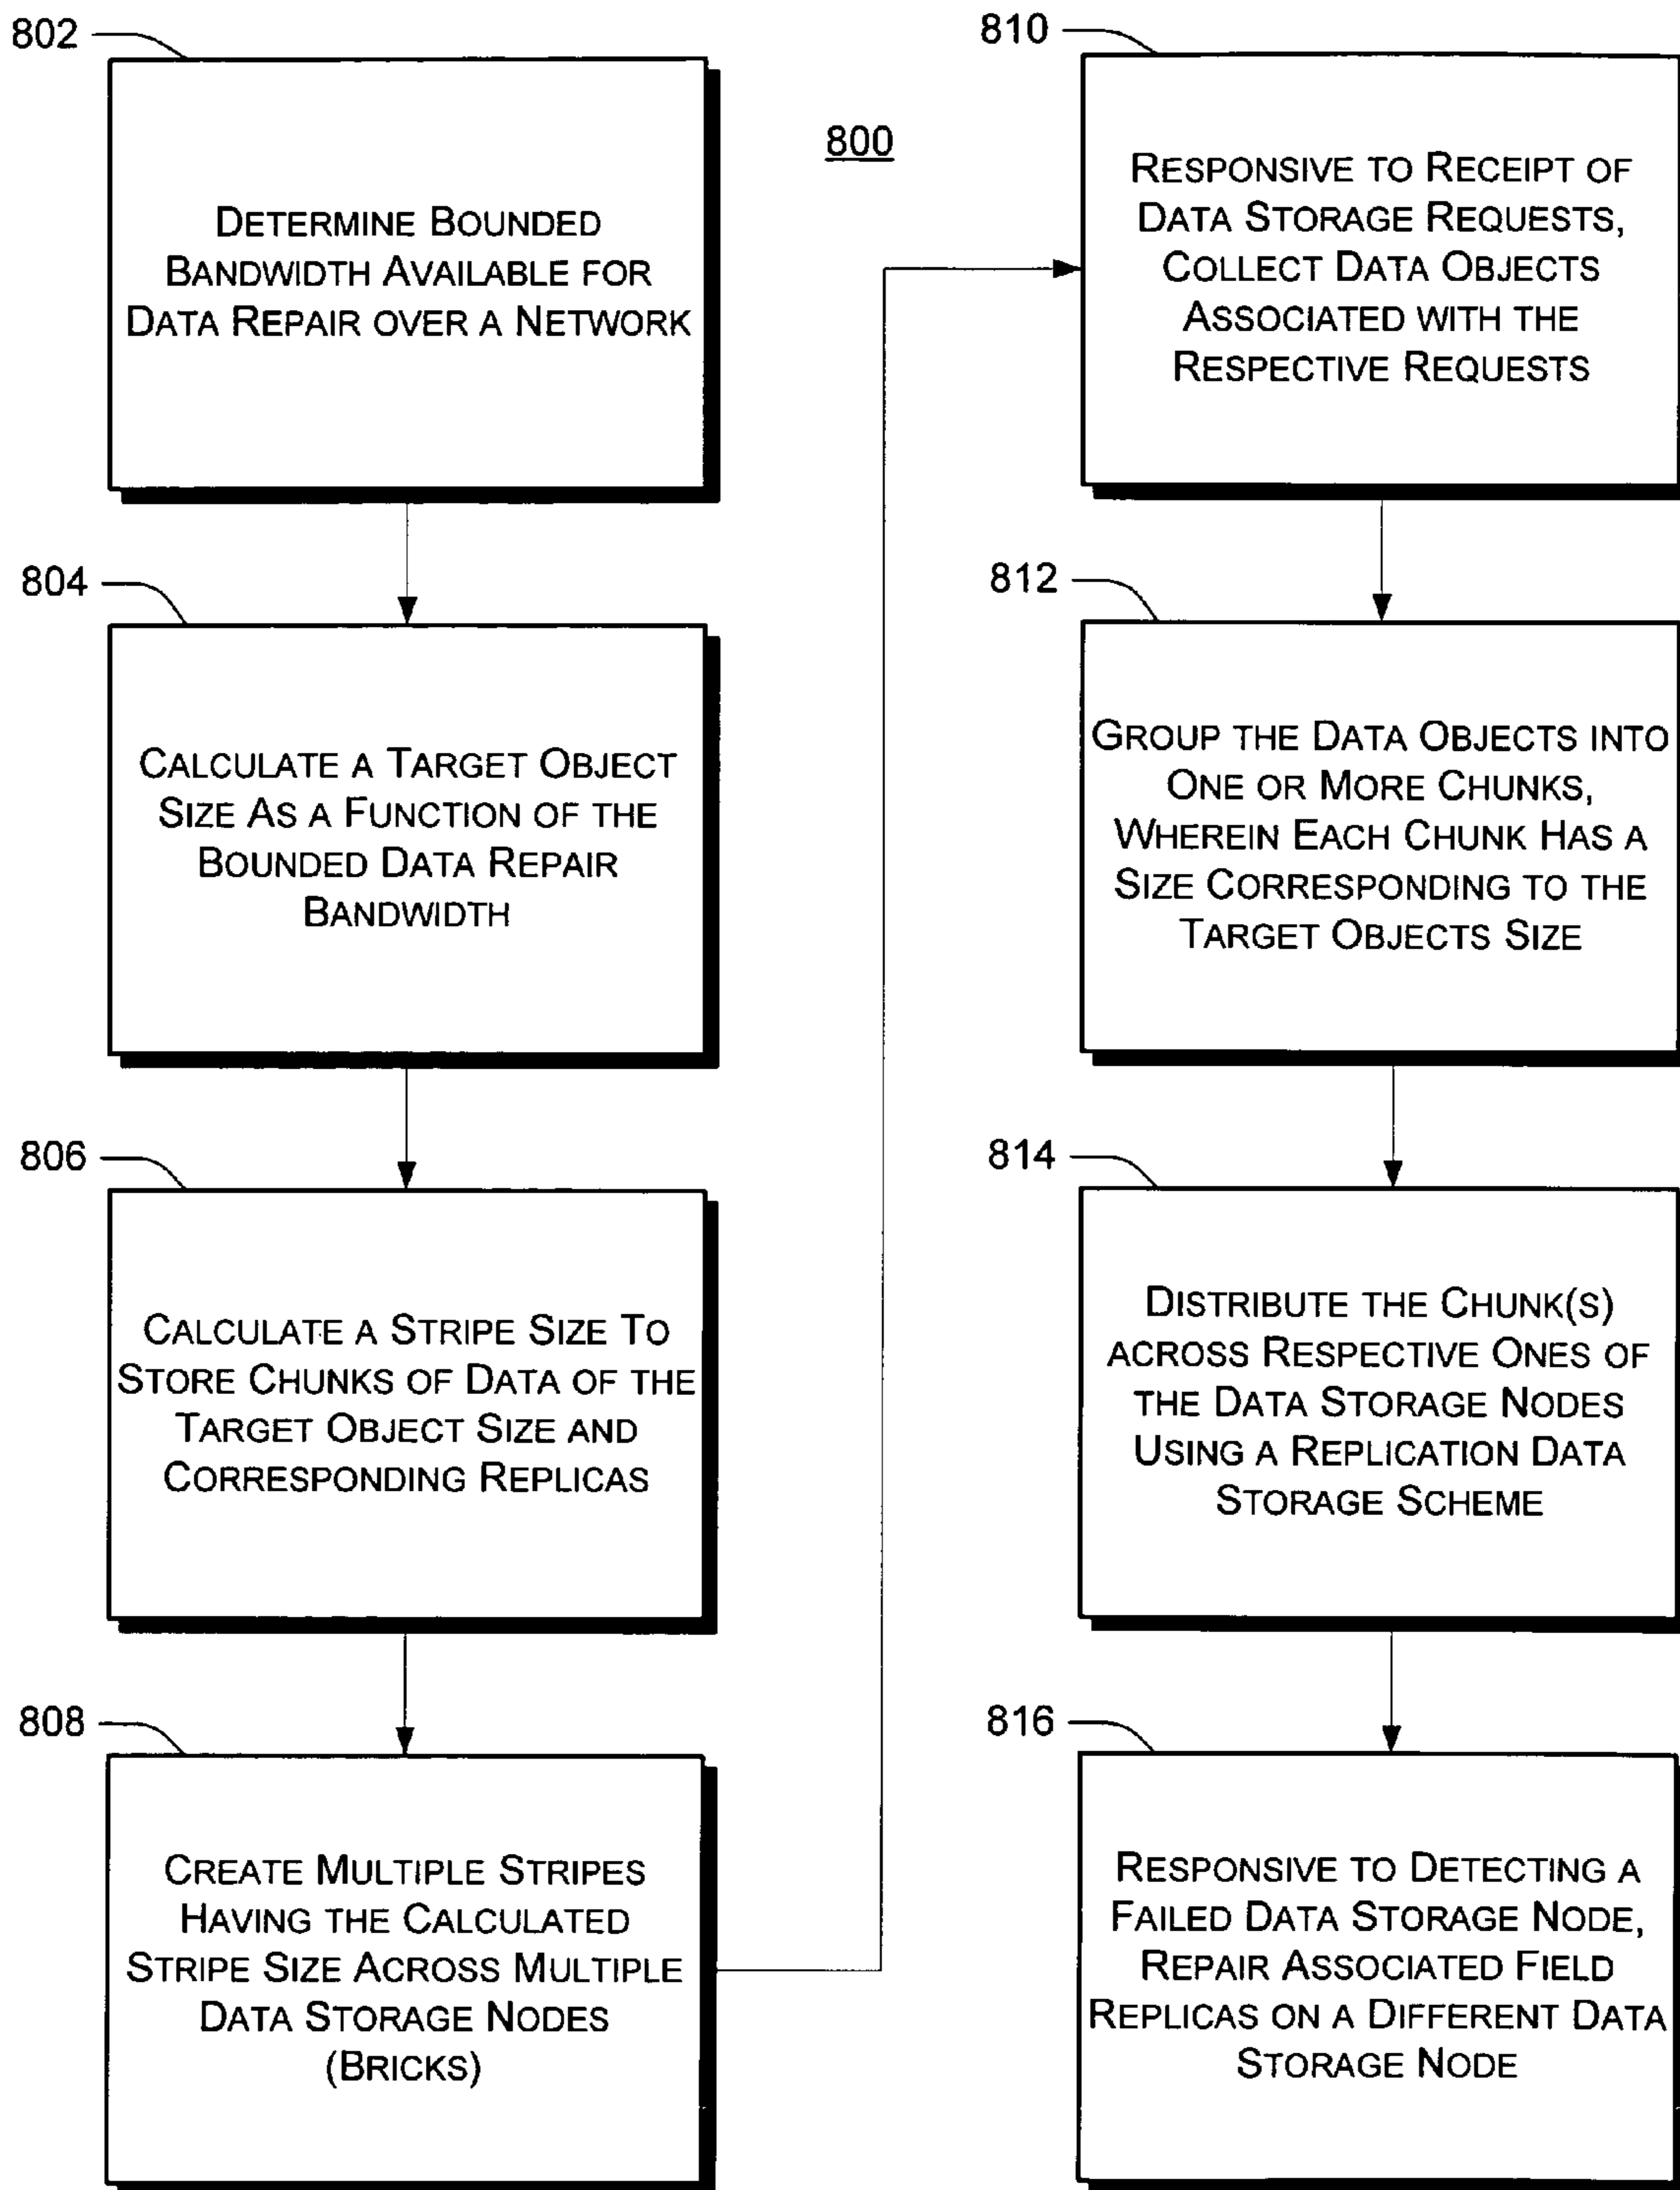 802
DETERMINE BOUNDED
BANDWIDTH AVAILABLE FOR
DATA REPAIR OVER A NETWORK
804
CALCULATE A TARGET OBJECT
SIZE AS A FUNCTION OF THE
BOUNDED DATA REPAIR
BANDWIDTH
806
CALCULATE A STRIPE SIZE TO
STORE CHUNKS OF DATA OF THE
TARGET OBJECT SIZE AND
CORRESPONDING REPLICAS
808
CREATE MULTIPLE STRIPES
HAVING THE CALCULATED
STRIPE SIZE ACROSS MULTIPLE
DATA STORAGE NODES
(BRICKS)
800
810
RESPONSIVE TO RECEIPT OF
DATA STORAGE REQUESTS,
COLLECT DATA OBJECTS
ASSOCIATED WITH THE
RESPECTIVE REQUESTS
812
GROUP THE DATA OBJECTS INTO
ONE OR MORE CHUNKS,
WHEREIN EACH CHUNK HAS A
SIZE CORRESPONDING TO THE
TARGET OBJECTS SIZE
814
DISTRIBUTE THE CHUNK(S)
ACROSS RESPECTIVE ONES OF
THE DATA STORAGE NODES
USING A REPLICATION DATA
STORAGE SCHEME
816
RESPONSIVE TO DETECTING A
FAILED DATA STORAGE NODE,
REPAIR ASSOCIATED FIELD
REPLICAS ON A DIFFERENT DATA
STORAGE NODE